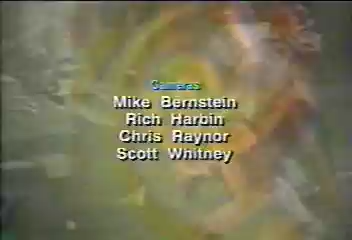 Cameras
Mike Bernstein
Rich Harbin
Chris Raynor
Scott Whitney